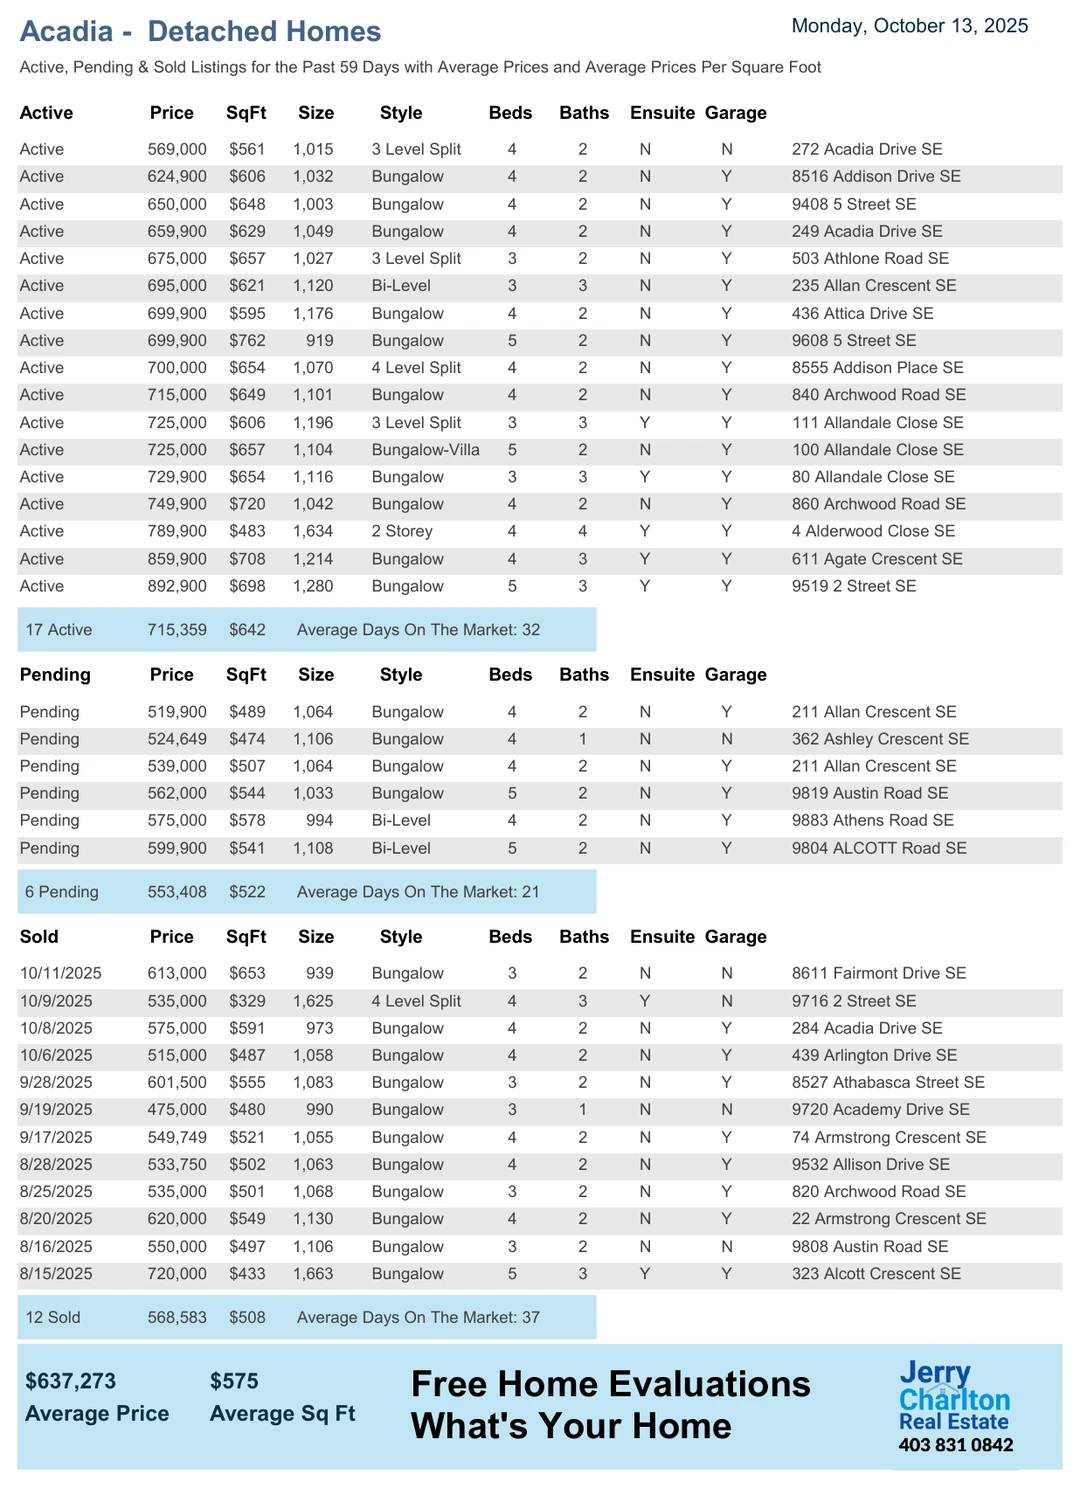 Acadia - Detached Homes
Monday, October 13, 2025
Active, Pending & Sold Listings for the Past 59 Days with Average Prices and Average Prices Per Square Foot
Active Price SqFt Size Style Beds Baths Ensuite Garage
Active 569,000 $561 1,015 3 Level Split 4 2 N N 272 Acadia Drive SE
Active 624,900 $606 1,032 Bungalow 4 2 N Y 8516 Addison Drive SE
Active 650,000 $648 1,003 Bungalow 4 2 N Y 9408 5 Street SE
Active 659,900 $629 1,049 Bungalow 4 2 N Y 249 Acadia Drive SE
Active 675,000 $657 1,027 3 Level Split 3 2 N Y 503 Athlone Road SE
Active 695,000 $621 1,120 Bi-Level 3 3 N Y 235 Allan Crescent SE
Active 699,900 $595 1,176 Bungalow 4 2 N Y 436 Attica Drive SE
Active 699,900 $762 919 Bungalow 5 2 N Y 9608 5 Street SE
Active 700,000 $654 1,070 4 Level Split 4 2 N Y 8555 Addison Place SE
Active 715,000 $649 1,101 Bungalow 4 2 N Y 840 Archwood Road SE
Active 725,000 $606 1,196 3 Level Split 3 3 Y Y 111 Allandale Close SE
Active 725,000 $657 1,104 Bungalow-Villa 5 2 N Y 100 Allandale Close SE
Active 729,900 $654 1,116 Bungalow 3 3 Y Y 80 Allandale Close SE
Active 749,900 $720 1,042 Bungalow 4 2 N Y 860 Archwood Road SE
Active 789,900 $483 1,634 2 Storey 4 4 Y Y 4 Alderwood Close SE
Active 859,900 $708 1,214 Bungalow 4 3 Y Y 611 Agate Crescent SE
Active 892,900 $698 1,280 Bungalow 5 3 Y Y 9519 2 Street SE
17 Active 715,359 $642 Average Days On The Market: 32
Pending Price SqFt Size Style Beds Baths Ensuite Garage
Pending 519,900 $489 1,064 Bungalow 4 2 N Y 211 Allan Crescent SE
Pending 524,649 $474 1,106 Bungalow 4 1 N N 362 Ashley Crescent SE
Pending 539,000 $507 1,064 Bungalow 4 2 N Y 211 Allan Crescent SE
Pending 562,000 $544 1,033 Bungalow 5 2 N Y 9819 Austin Road SE
Pending 575,000 $578 994 Bi-Level 4 2 N Y 9883 Athens Road SE
Pending 599,900 $541 1,108 Bi-Level 5 2 N Y 9804 ALCOTT Road SE
6 Pending 553,408 $522 Average Days On The Market: 21
Sold Price SqFt Size Style Beds Baths Ensuite Garage
10/11/2025 613,000 $653 939 Bungalow 3 2 N N 8611 Fairmont Drive SE
10/9/2025 535,000 $329 1,625 4 Level Split 4 3 Y N 9716 2 Street SE
10/8/2025 575,000 $591 973 Bungalow 4 2 N Y 284 Acadia Drive SE
10/6/2025 515,000 $487 1,058 Bungalow 4 2 N Y 439 Arlington Drive SE
9/28/2025 601,500 $555 1,083 Bungalow 3 2 N Y 8527 Athabasca Street SE
9/19/2025 475,000 $480 990 Bungalow 3 1 N N 9720 Academy Drive SE
9/17/2025 549,749 $521 1,055 Bungalow 4 2 N Y 74 Armstrong Crescent SE
8/28/2025 533,750 $502 1,063 Bungalow 4 2 N Y 9532 Allison Drive SE
8/25/2025 535,000 $501 1,068 Bungalow 3 2 N Y 820 Archwood Road SE
8/20/2025 620,000 $549 1,130 Bungalow 4 2 N Y 22 Armstrong Crescent SE
8/16/2025 550,000 $497 1,106 Bungalow 3 2 N N 9808 Austin Road SE
8/15/2025 720,000 $433 1,663 Bungalow 5 3 Y Y 323 Alcott Crescent SE
12 Sold 568,583 $508 Average Days On The Market: 37
$637,273 $575
Average Price Average Sq Ft
Free Home Evaluations
What's Your Home
Jerry
Charlton
Real Estate
403 831 0842